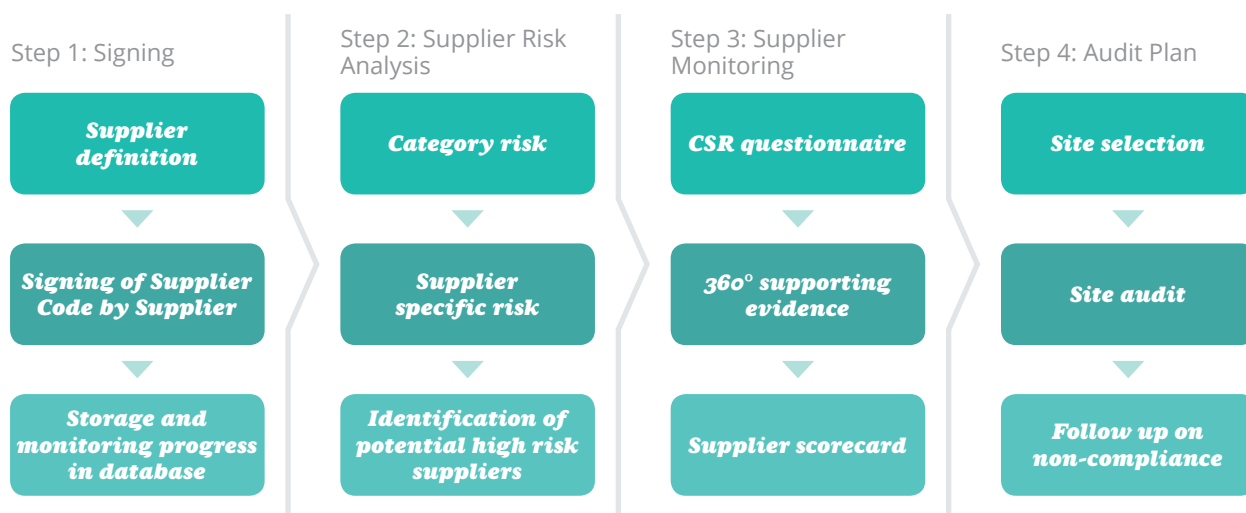 Step 1: Signing
Supplier
definition
Signing of Supplier
Code by Supplier
Storage and
monitoring progress
in database
Step 2: Supplier Risk
Analysis
Category risk
Supplier
specific risk
Identification of
potential high risk
suppliers
Step 3: Supplier
Monitoring
CSR questionnaire
360° supporting
evidence
Supplier scorecard
Step 4: Audit Plan
Site selection
Site audit
Follow up on
non-compliance